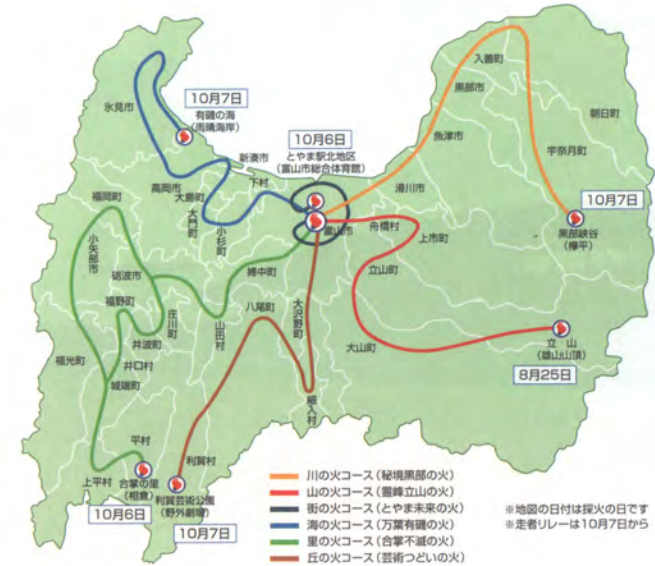 入善町
黒部市
朝日町
氷見市
10月7日
有磯の海
(雨晴海岸)
10月6日
とやま駅北地区
(富山市総合体育館)
魚津市
宇奈月町
新湊市
下村
高岡市
大島町
大門町
小杉町
滑川市
10月7日
黒部峡谷
(欅平)
福岡町
舟橋村
富山市
上市町
小矢部市
砺波市
婦中町
立山町
福野町
庄川町
山田村
八尾町
大沢野町
井波町
井口村
福光町
城端町
大山町
立山
(雄山山頂)
8月25日
細入村
平村
利賀村
上平村
合掌の里
(相倉)
10月6日
利賀芸術公園
(野外劇場)
10月7日
川の火コース(秘境黒部の火)
山の火コース(霊峰立山の火)
街の火コース(とやま未来の火)
海の火コース(万葉有磯の火)
里の火コース(合掌不滅の火)
丘の火コース(芸術つどいの火)
※地図の日付は採火の日です
※走者リレーは10月7日から